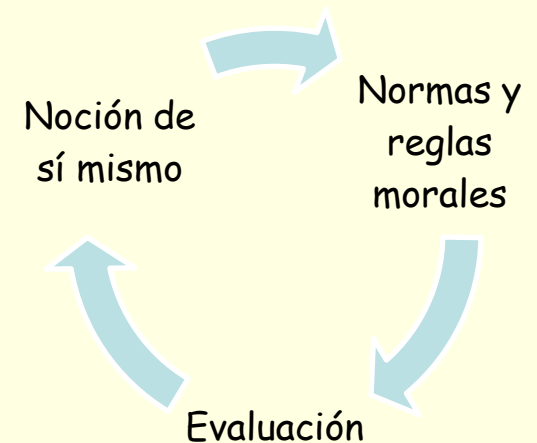 Noción de
sí mismo
Normas y
reglas
morales
Evaluación